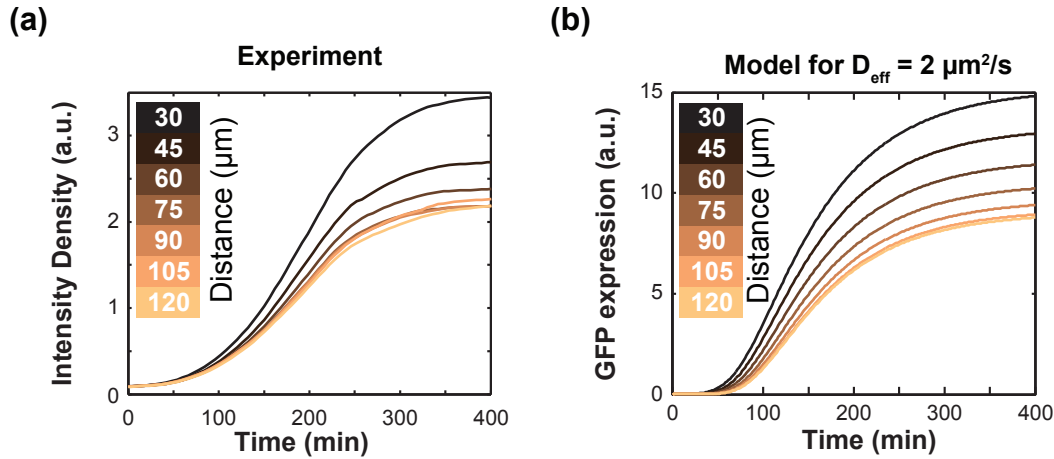 (a)
Experiment
Intensity Density (a.u.)
3
2
1
0
30
45
60
75
90
105
120
Distance (µm)
0 100 200 300 400
Time (min)
(b)
Model for D_eff = 2 µm²/s
GFP expression (a.u.)
15
10
5
0
30
45
60
75
90
105
120
Distance (µm)
0 100 200 300 400
Time (min)